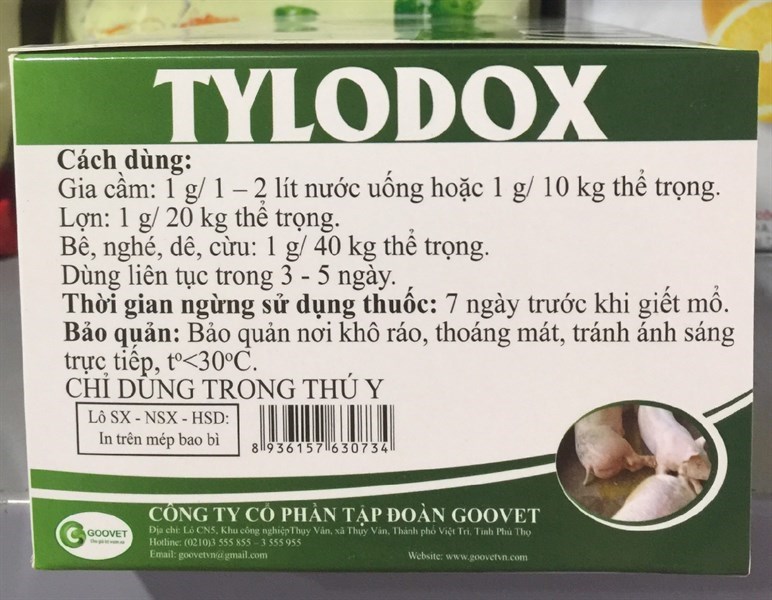 TYLODOX
Cách dùng:
Gia cầm: 1 g/ 1 – 2 lít nước uống hoặc 1 g/ 10 kg thể trọng.
Lợn: 1 g/ 20 kg thể trọng.
Bê, nghé, dê, cừu: 1 g/ 40 kg thể trọng.
Dùng liên tục trong 3 - 5 ngày.
Thời gian ngừng sử dụng thuốc: 7 ngày trước khi giết mổ.
Bảo quản: Bảo quản nơi khô ráo, thoáng mát, tránh ánh sáng
trực tiếp, tº<30ºC.
CHỈ DÙNG TRONG THÚ Y
Lô SX - NSX - HSD:
In trên mép bao bì
8 936157 630734
GOOVET
CÔNG TY CỔ PHẦN TẬP ĐOÀN GOOVET
Địa chỉ: Lô CN5, Khu công nghiệpThụy Vân, xã Thụy Vân, Thành phố Việt Trì, Tỉnh Phú Thọ
Hotline: (0210)3 555 855 – 3 555 955
Email: goovetvn@gmail.com
Website: www.goovetvn.com